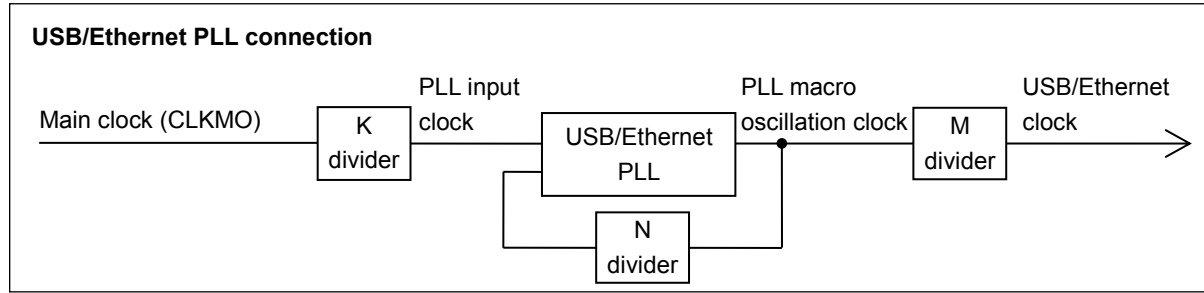 USB/Ethernet PLL connection
Main clock (CLKMO)
K
divider
PLL input
clock
USB/Ethernet
PLL
N
divider
PLL macro
oscillation clock
M
divider
USB/Ethernet
clock